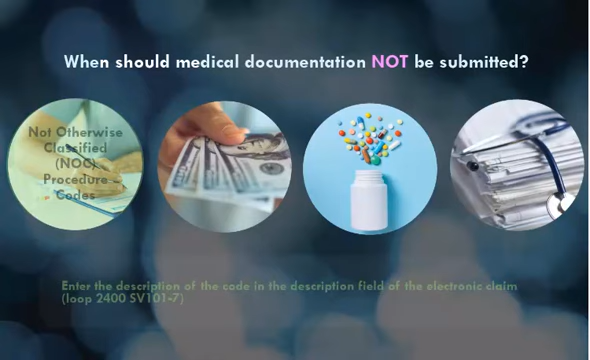 When should medical documentation NOT be submitted?
Not Otherwise
Classified
(NOC)
Procedure
Codes
Enter the description of the code in the description field of the electronic claim
(loop 2400 SV101-7)